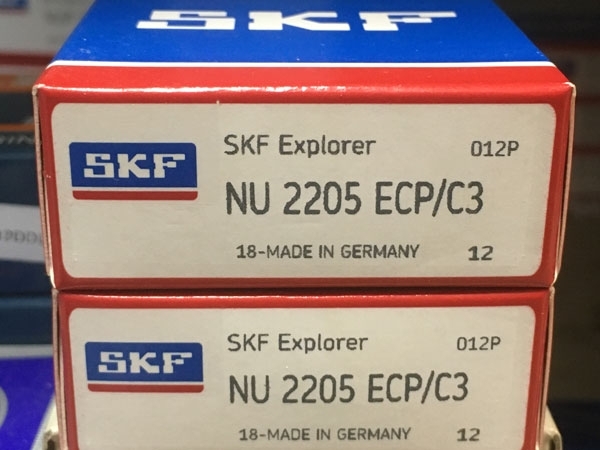 SKF
SKF
SKF Explorer 012P
NU 2205 ECP/C3
18-MADE IN GERMANY 12
SKF
SKF Explorer 012P
NU 2205 ECP/C3
18-MADE IN GERMANY 12